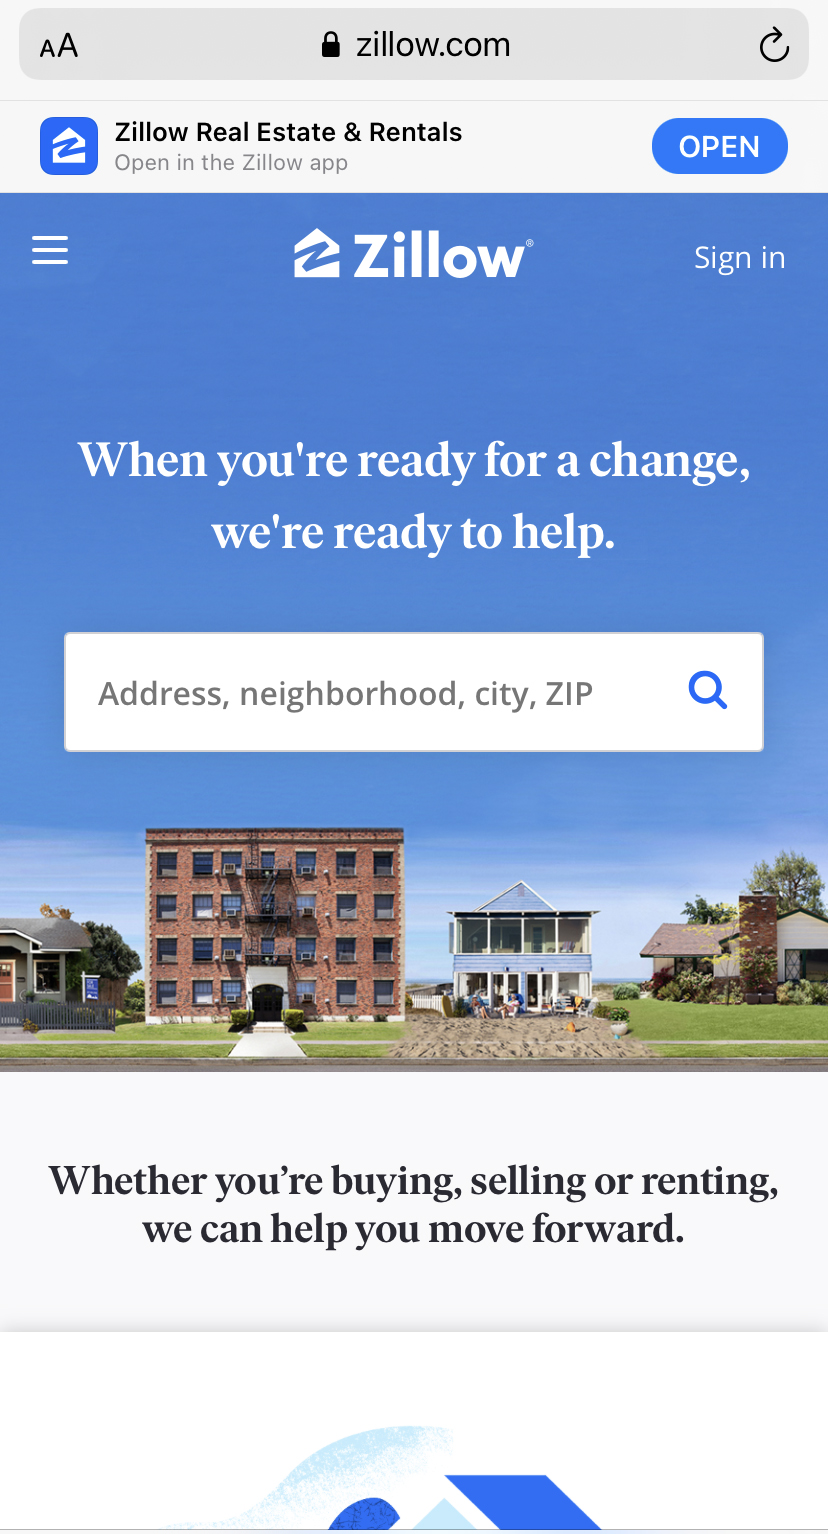 AA zillow.com
Zillow Real Estate & Rentals
Open in the Zillow app
OPEN
Zillow®
Sign in
When you're ready for a change,
we're ready to help.
Address, neighborhood, city, ZIP
Whether you’re buying, selling or renting,
we can help you move forward.